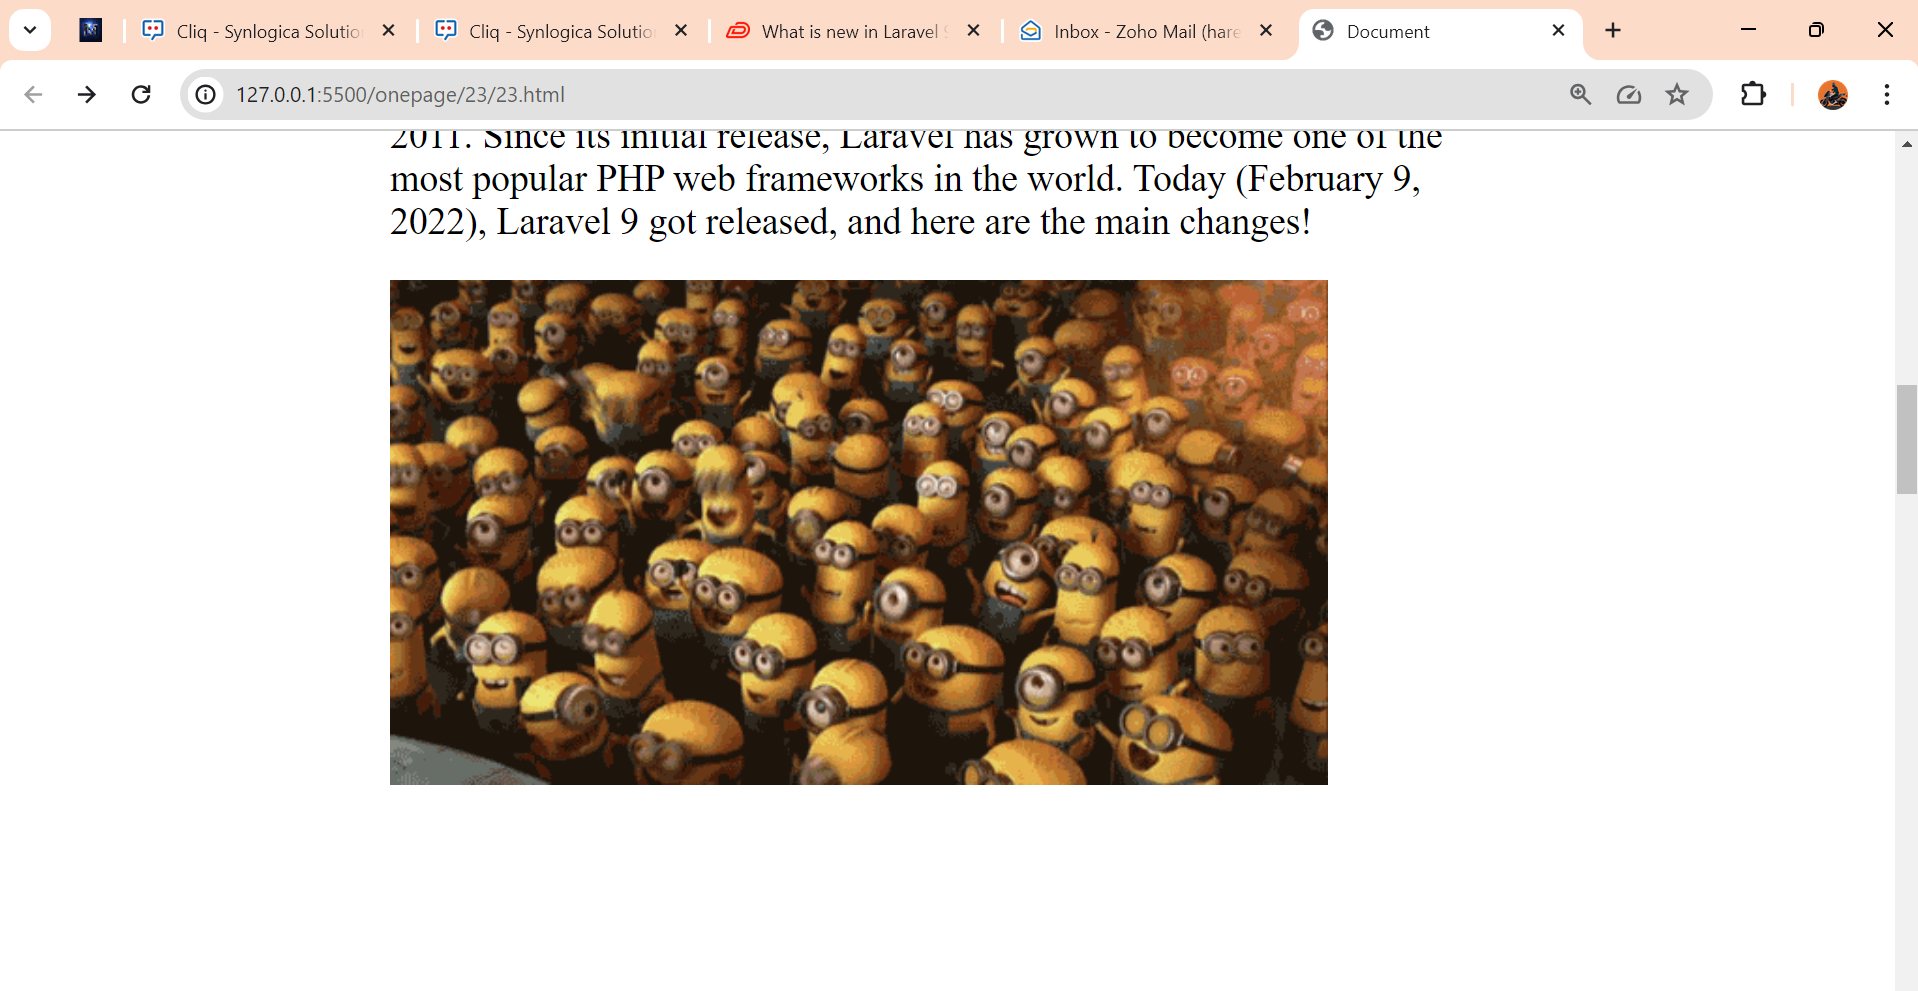 Cliq - Synlogica Solutio
Cliq - Synlogica Solutio
What is new in Laravel
Inbox - Zoho Mail (hare
Document
127.0.0.1:5500/onepage/23/23.html
2011. Since its initial release, Laravel has grown to become one of the
most popular PHP web frameworks in the world. Today (February 9,
2022), Laravel 9 got released, and here are the main changes!